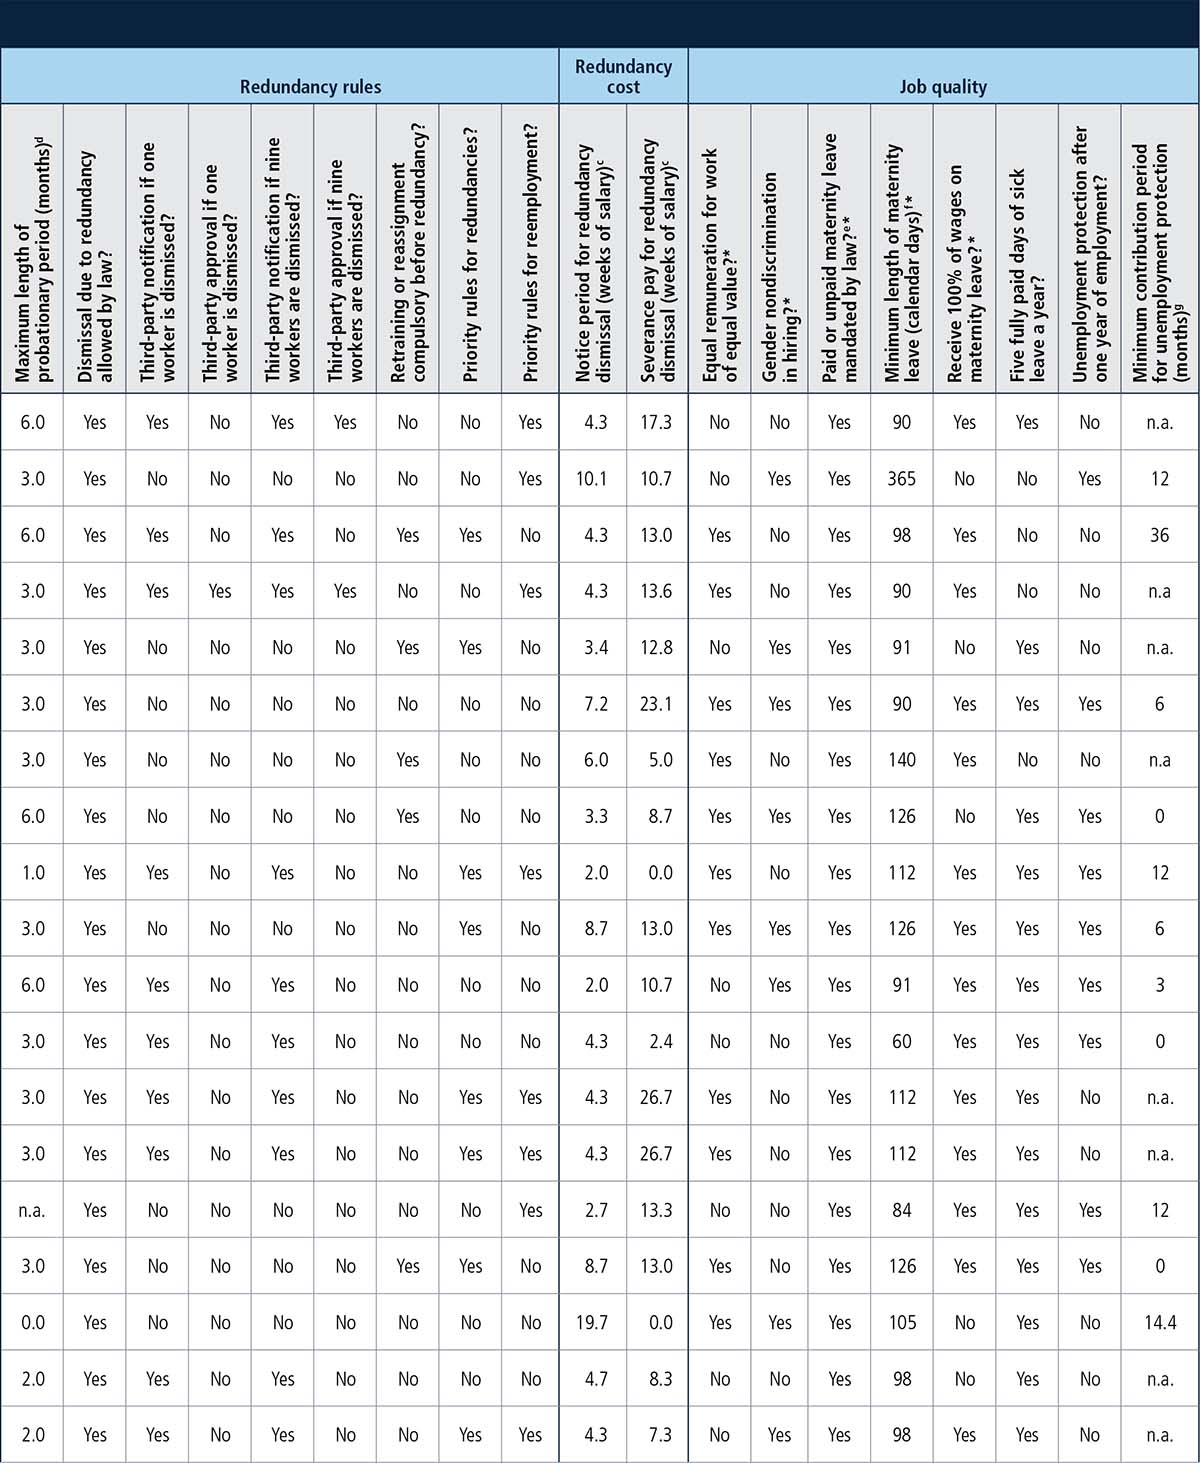 Redundancy rules
Redundancy
cost
Job quality
Maximum length of
probationary period (months)d
Dismissal due to redundancy
allowed by law?
Third-party notification if one
worker is dismissed?
Third-party approval if one
worker is dismissed?
Third-party notification if nine
workers are dismissed?
Third-party approval if nine
workers are dismissed?
Retraining or reassignment
compulsory before redundancy?
Priority rules for redundancies?
Priority rules for reemployment?
Notice period for redundancy
dismissal (weeks of salary)c
Severance pay for redundancy
dismissal (weeks of salary)c
Equal remuneration for work
of equal value?*
Gender nondiscrimination
in hiring?*
Paid or unpaid maternity leave
mandated by law?e*
Minimum length of maternity
leave (calendar days)f*
Receive 100% of wages on
maternity leave?*
Five fully paid days of sick
leave a year?
Unemployment protection after
one year of employment?
Minimum contribution period
for unemployment protection
(months)g
6.0 Yes Yes No Yes Yes No No Yes 4.3 17.3 No No Yes 90 Yes Yes No n.a.
3.0 Yes No No No No No No Yes 10.1 10.7 No Yes Yes 365 No No Yes 12
6.0 Yes Yes No Yes No Yes Yes No 4.3 13.0 Yes No Yes 98 Yes No No 36
3.0 Yes Yes Yes Yes Yes No No Yes 4.3 13.6 Yes No Yes 90 Yes No No n.a
3.0 Yes No No No No Yes Yes No 3.4 12.8 No Yes Yes 91 No Yes No n.a.
3.0 Yes No No No No No No No 7.2 23.1 Yes Yes Yes 90 Yes Yes Yes 6
3.0 Yes No No No No Yes No No 6.0 5.0 Yes No Yes 140 Yes No No n.a
6.0 Yes No No No No Yes No No 3.3 8.7 Yes Yes Yes 126 No Yes Yes 0
1.0 Yes Yes No Yes No No Yes Yes 2.0 0.0 Yes No Yes 112 Yes Yes Yes 12
3.0 Yes No No No No No Yes No 8.7 13.0 Yes Yes Yes 126 Yes Yes Yes 6
6.0 Yes Yes No Yes No No No No 2.0 10.7 No Yes Yes 91 Yes Yes Yes 3
3.0 Yes Yes No Yes No No No No 4.3 2.4 No No Yes 60 Yes Yes Yes 0
3.0 Yes Yes No Yes No No Yes Yes 4.3 26.7 Yes No Yes 112 Yes Yes No n.a.
3.0 Yes Yes No Yes No No Yes Yes 4.3 26.7 Yes No Yes 112 Yes Yes No n.a.
n.a. Yes No No No No No No Yes 2.7 13.3 No No Yes 84 Yes Yes Yes 12
3.0 Yes No No No No Yes Yes No 8.7 13.0 Yes No Yes 126 Yes Yes Yes 0
0.0 Yes No No No No No No No 19.7 0.0 Yes Yes Yes 105 No Yes No 14.4
2.0 Yes Yes No Yes No No No No 4.7 8.3 No No Yes 98 No Yes No n.a.
2.0 Yes Yes No Yes No No Yes Yes 4.3 7.3 No Yes Yes 98 Yes Yes No n.a.